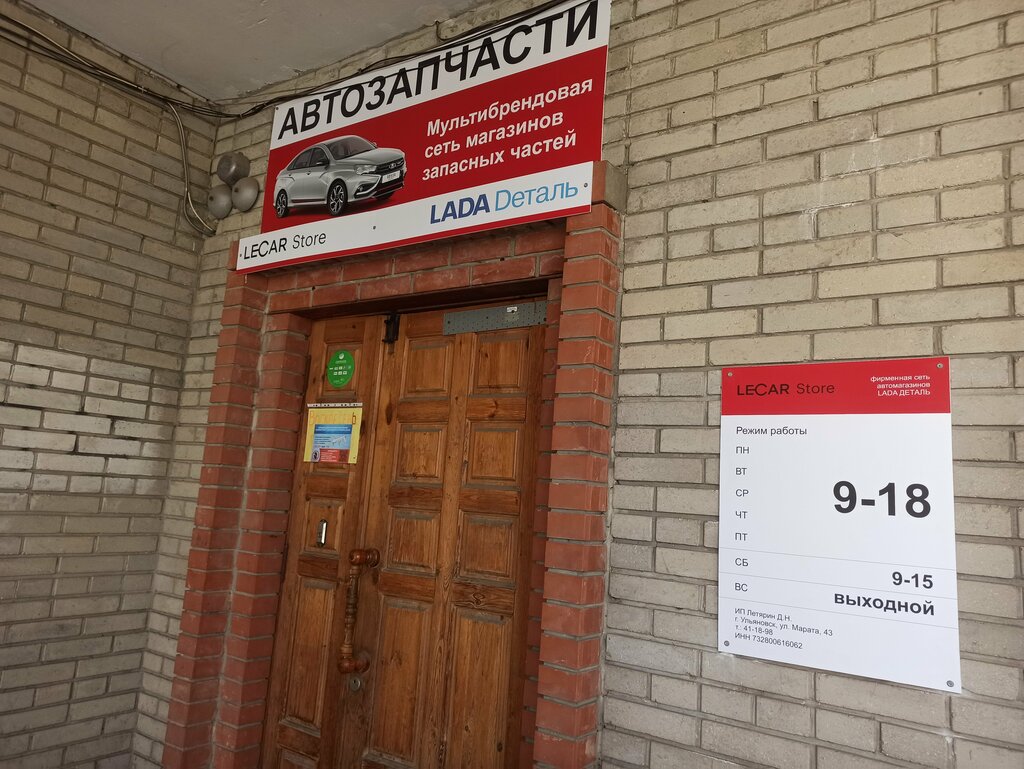 АВТОЗАПЧАСТИ
Мультибрендовая
сеть магазинов
запасных частей
LADA Dеталь
LECAR Store
LECAR Store
фирменная сеть
автомагазинов
LADA ДЕТАЛЬ
Режим работы
ПН
ВТ
СР
9-18
ЧТ
ПТ
СБ
9-15
ВС
выходной
ИП Летярин Д.Н.
г. Ульяновск, ул. Марата, 43
т.: 41-18-98
ИНН 732800616062